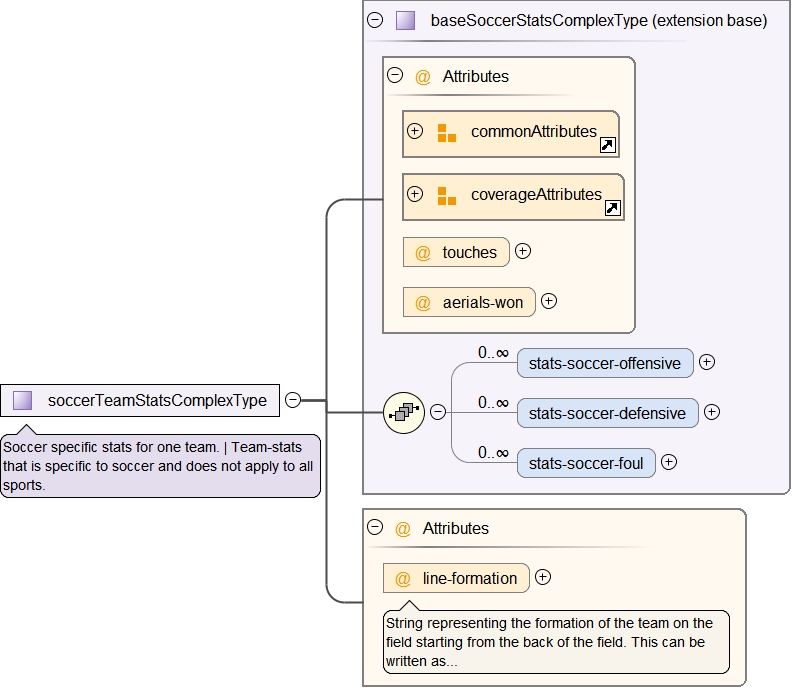 baseSoccerStatsComplexType (extension base)
@ Attributes
commonAttributes
coverageAttributes
@ touches
@ aerials-won
0..∞
stats-soccer-offensive
0..∞
stats-soccer-defensive
0..∞
stats-soccer-foul
soccerTeamStatsComplexType
Soccer specific stats for one team. | Team-stats
that is specific to soccer and does not apply to all
sports.
@ Attributes
@ line-formation
String representing the formation of the team on the
field starting from the back of the field. This can be
written as...